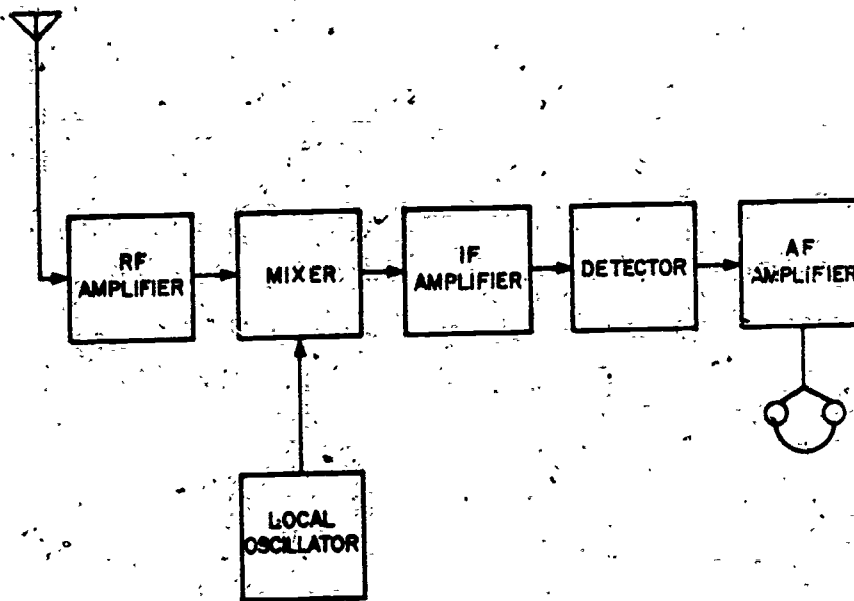 RF
AMPLIFIER
MIXER
IF
AMPLIFIER
DETECTOR
AF
AMPLIFIER
LOCAL
OSCILLATOR